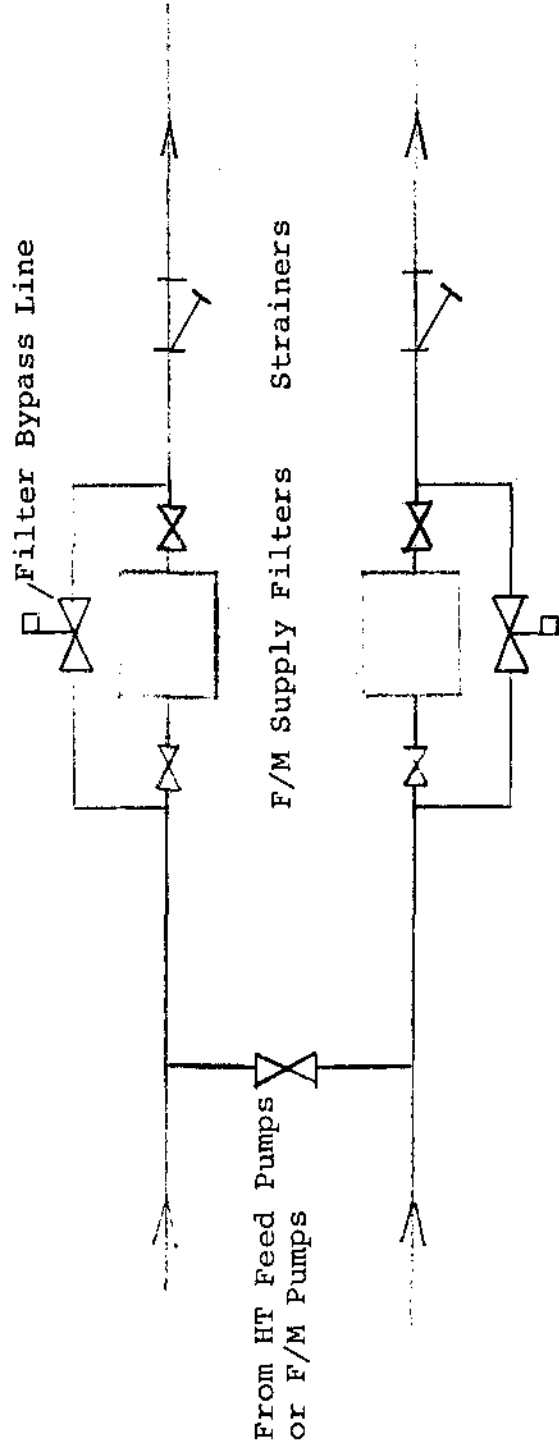 Filter Bypass Line
F/M Supply Filters
Strainers
From HT Feed Pumps
or F/M Pumps